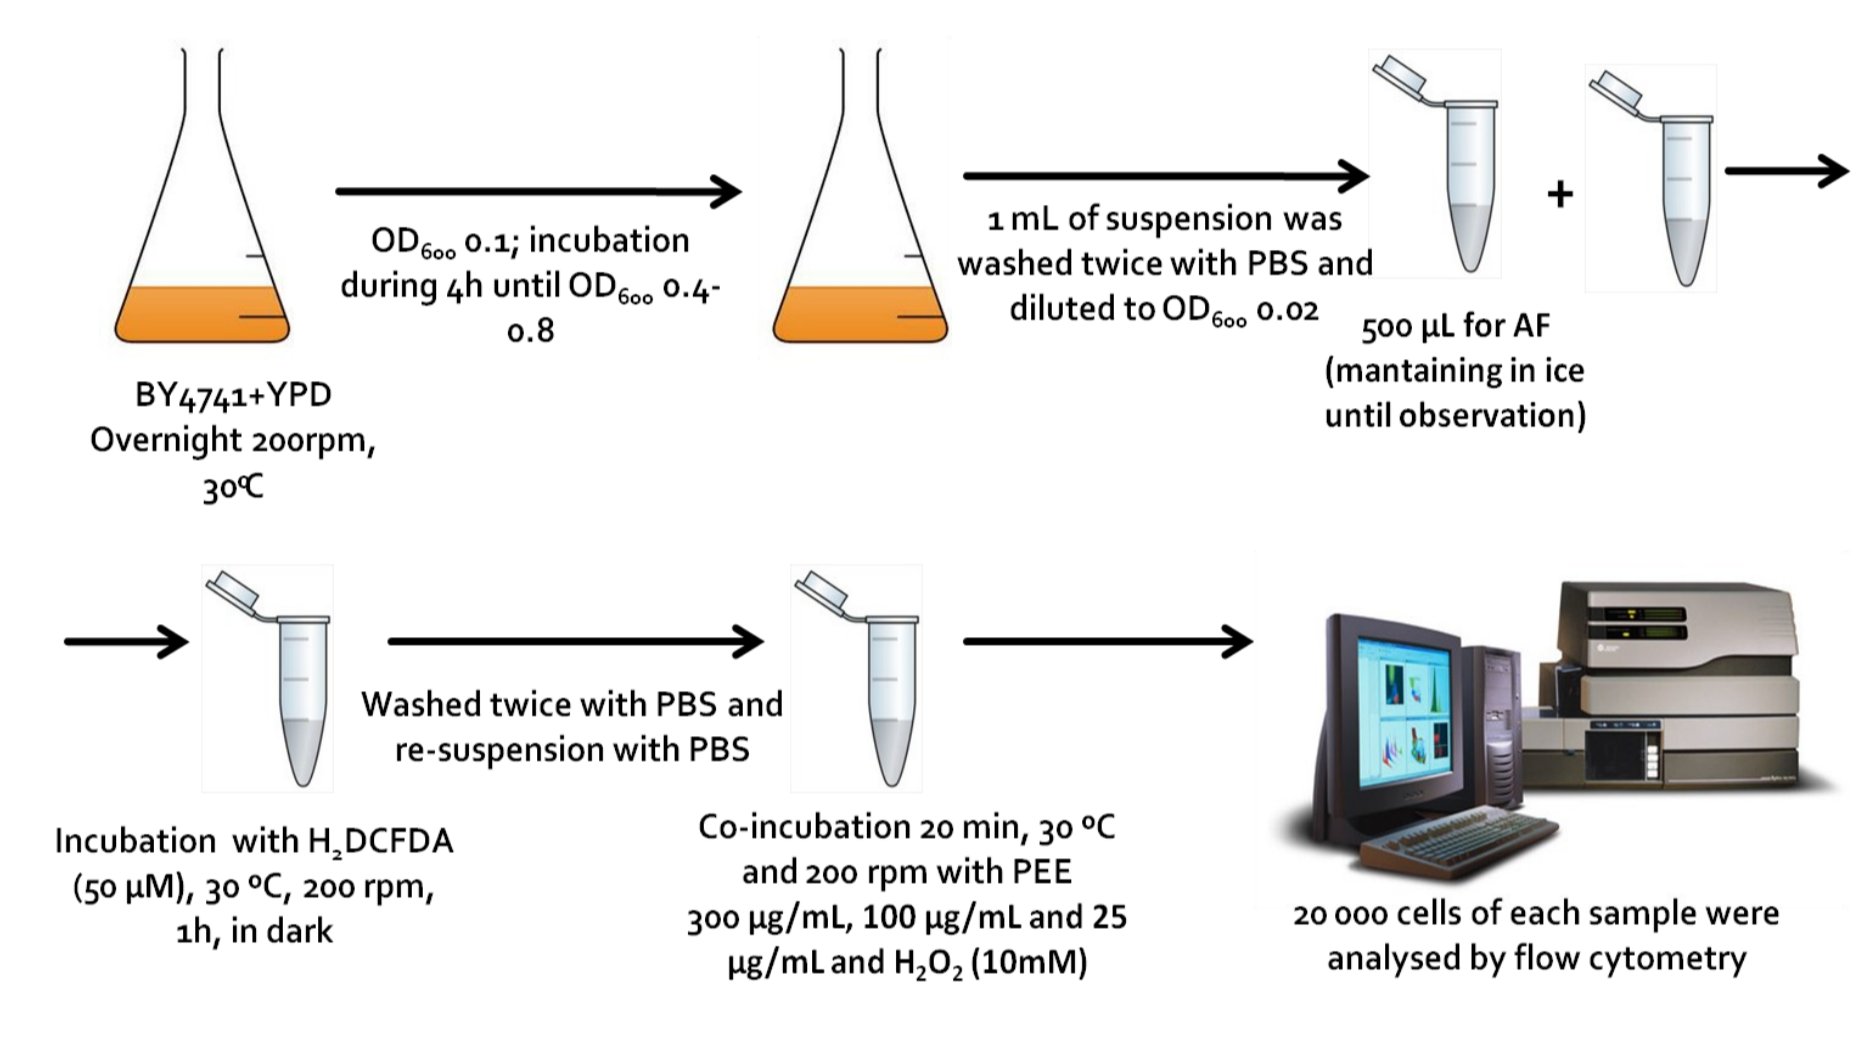 OD₆₀₀ 0.1; incubation
during 4h until OD₆₀₀ 0.4-
0.8
1 mL of suspension was
washed twice with PBS and
diluted to OD₆₀₀ 0.02
+
500 µL for AF
(mantaining in ice
until observation)
BY4741+YPD
Overnight 200rpm,
30ºC
Washed twice with PBS and
re-suspension with PBS
Incubation with H₂DCFDA
(50 µM), 30 ºC, 200 rpm,
1h, in dark
Co-incubation 20 min, 30 ºC
and 200 rpm with PEE
300 µg/mL, 100 µg/mL and 25
µg/mL and H₂O₂ (10mM)
20 000 cells of each sample were
analysed by flow cytometry